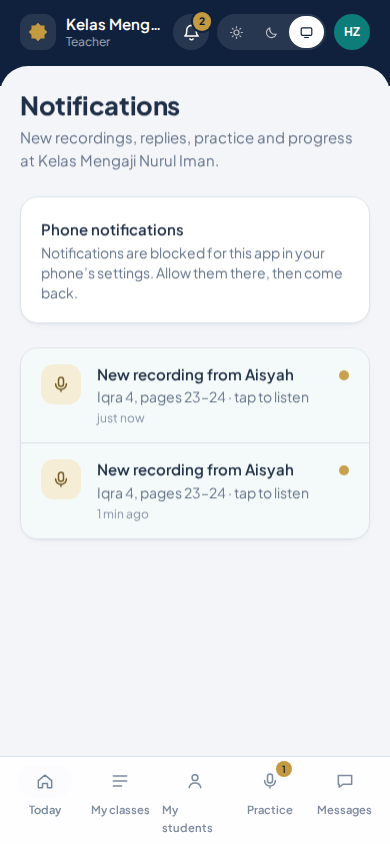 Kelas Meng…
Teacher
2
HZ
Notifications
New recordings, replies, practice and progress
at Kelas Mengaji Nurul Iman.
Phone notifications
Notifications are blocked for this app in your
phone's settings. Allow them there, then come
back.
New recording from Aisyah
Iqra 4, pages 23–24 · tap to listen
just now
New recording from Aisyah
Iqra 4, pages 23–24 · tap to listen
1 min ago
1
Today
My classes
My
students
Practice
Messages